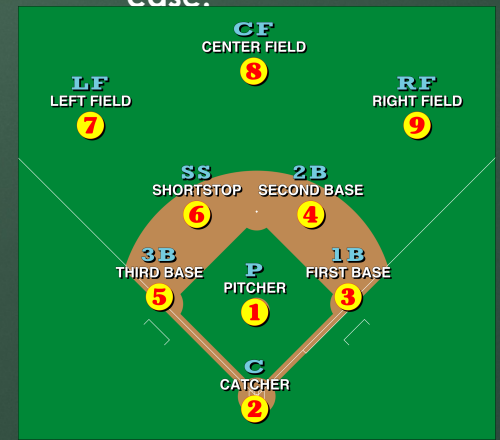 ease.
CF
CENTER FIELD
8
LF
LEFT FIELD
7
RF
RIGHT FIELD
9
SS
SHORTSTOP
6
2B
SECOND BASE
4
3B
THIRD BASE
5
1B
FIRST BASE
3
P
PITCHER
1
C
CATCHER
2